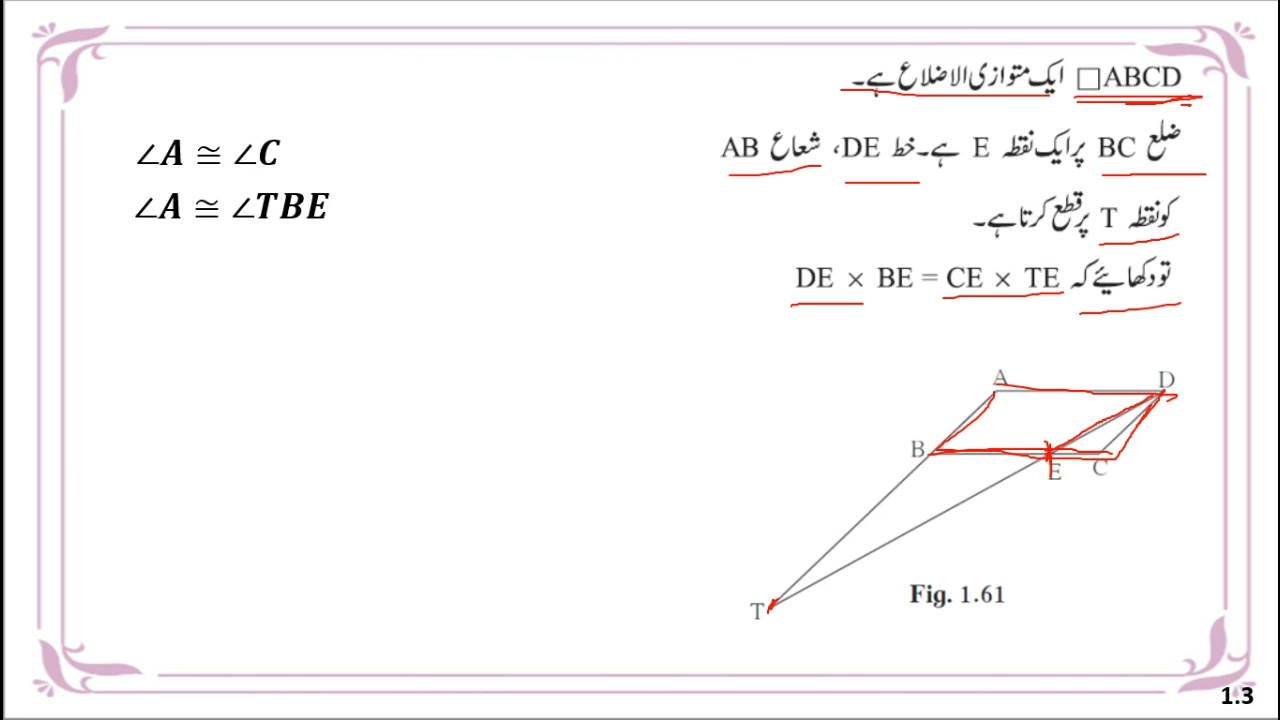 □ABCD ایک متوازی الاضلاع ہے۔
ضلع BC پر ایک نقطہ E ہے۔ خط DE، شعاع AB
کو نقطہ T پر قطع کرتا ہے۔
تو دکھائیے کہ DE × BE = CE × TE
∠A ≅ ∠C
∠A ≅ ∠TBE
A
D
B
E
C
T
Fig. 1.61
1.3